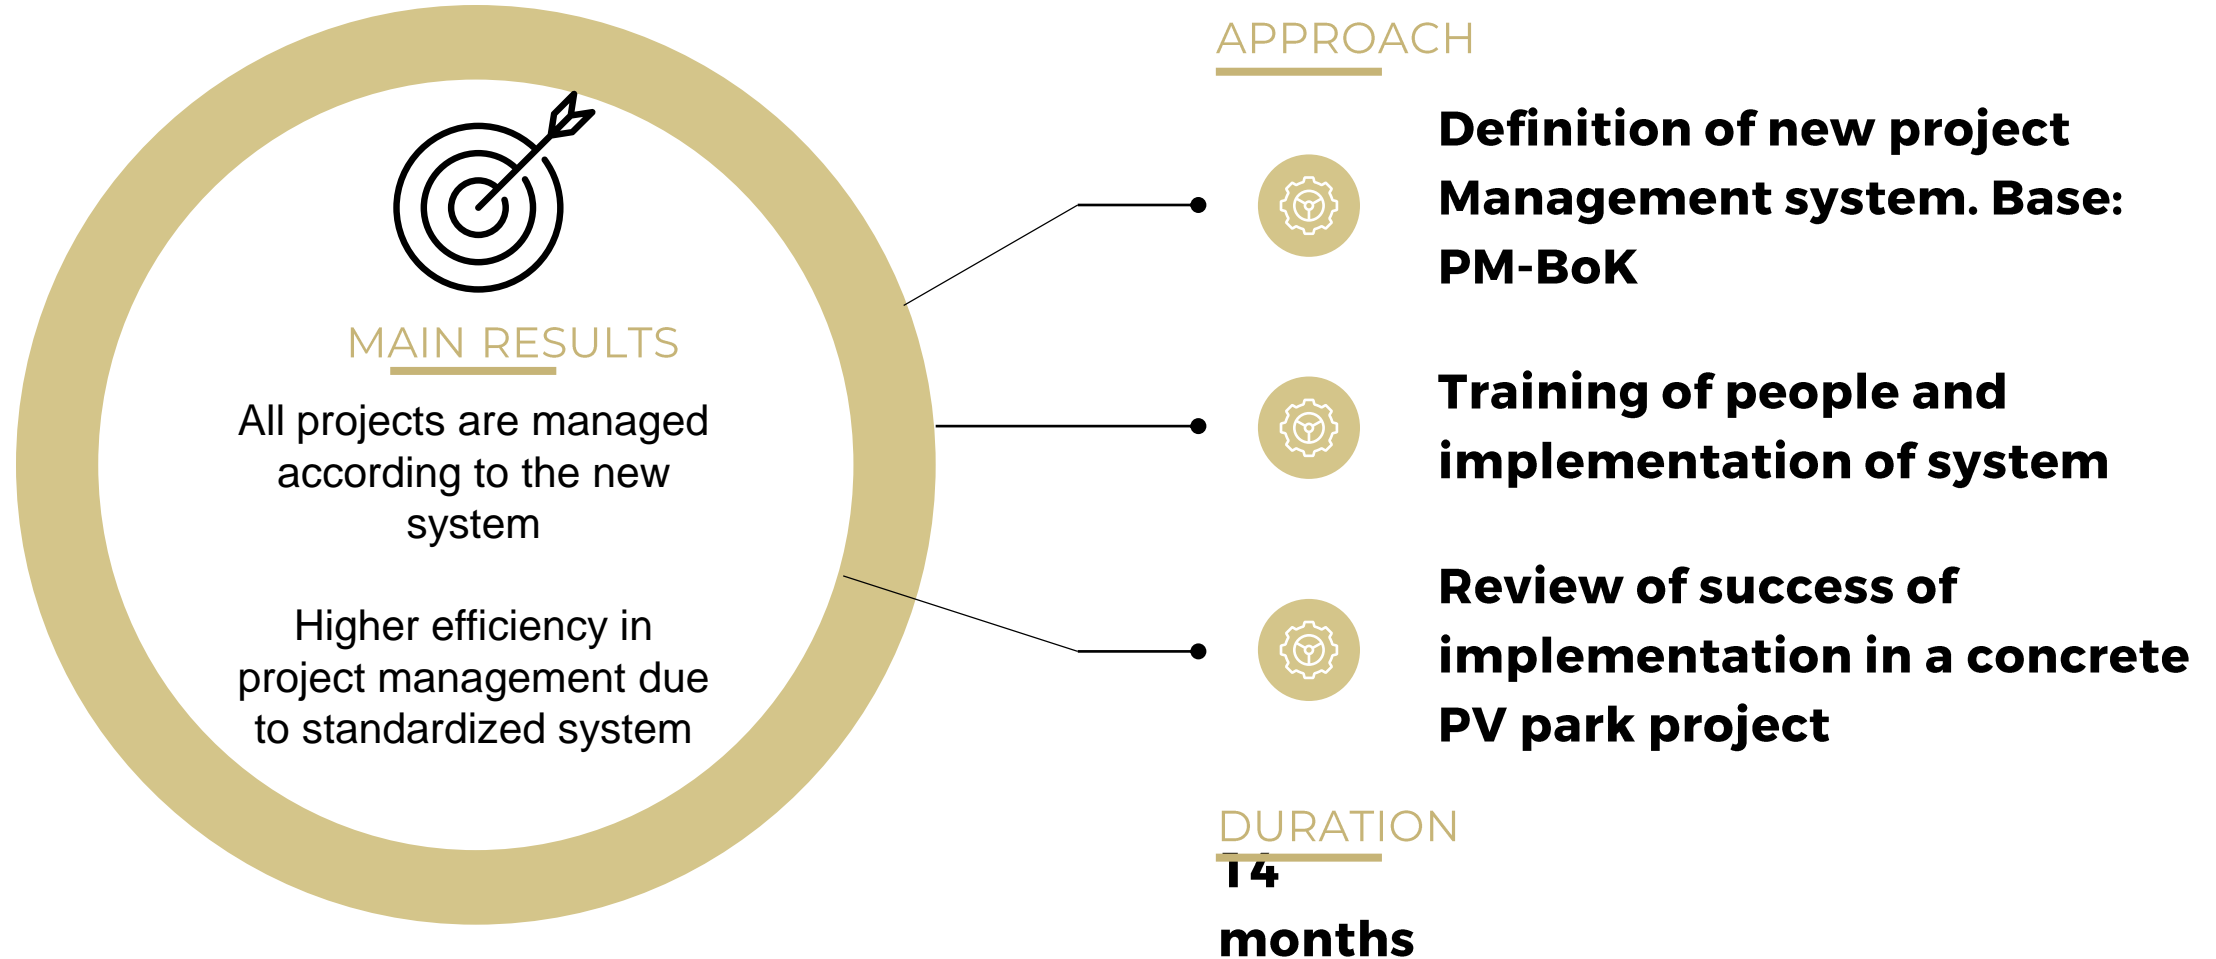 MAIN RESULTS
All projects are managed
according to the new
system
Higher efficiency in
project management due
to standardized system
APPROACH
Definition of new project
Management system. Base:
PM-BoK
Training of people and
implementation of system
Review of success of
implementation in a concrete
PV park project
DURATION
14
months